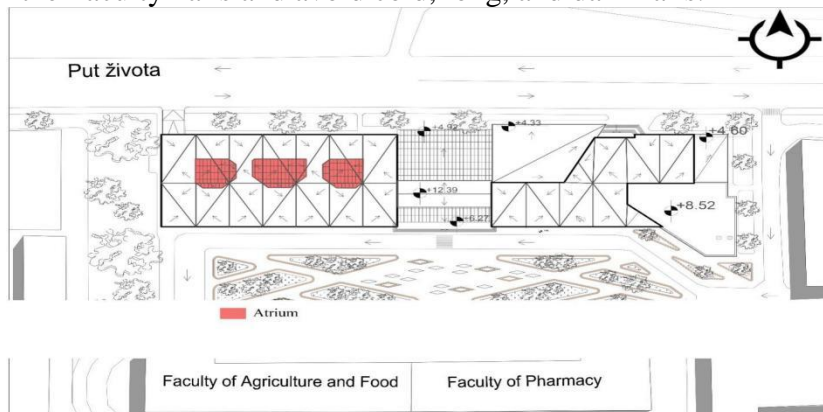 Put života
+4.92
+4.33
+4.60
+12.39
+8.52
+6.27
Atrium
Faculty of Agriculture and Food
Faculty of Pharmacy